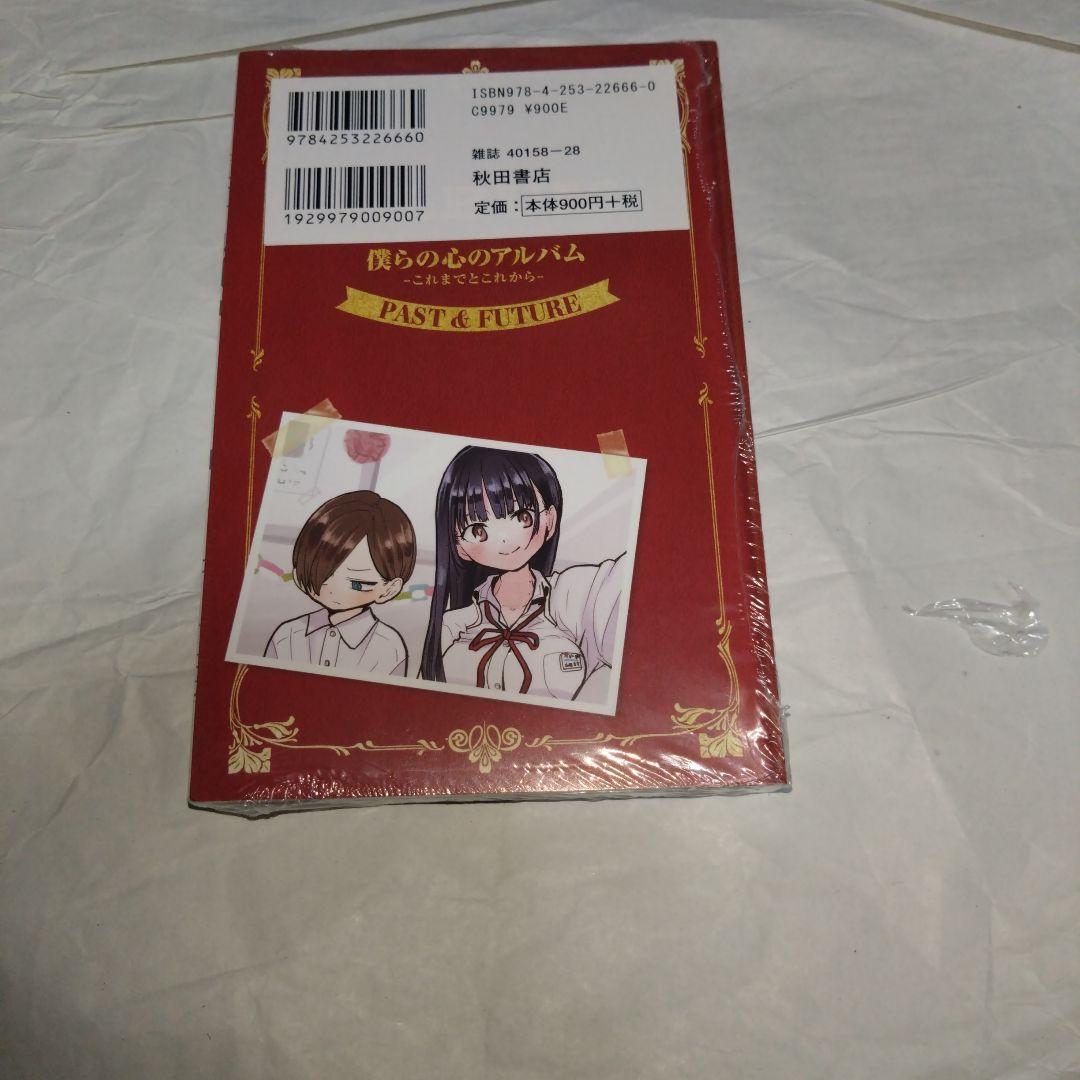 ISBN978-4-253-22666-0
C9979 ¥900E
9784253226660
雑誌 40158-28
秋田書店
1929979009007
定価：本体900円+税
僕らの心のアルバム
-これまでとこれから-
PAST & FUTURE